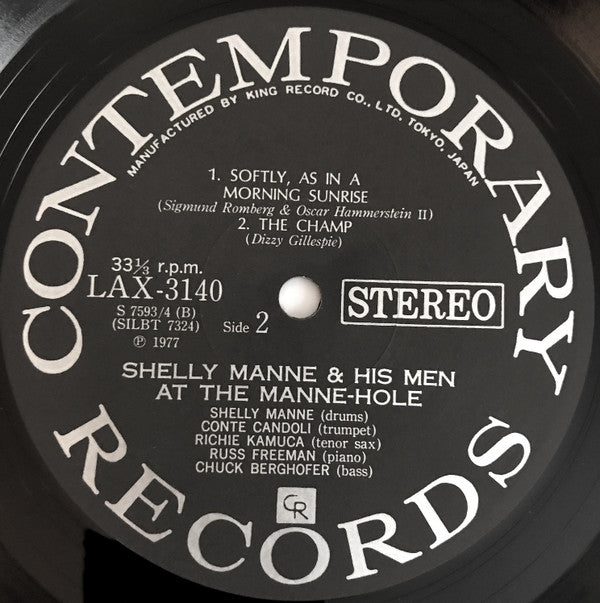 CONTEMPORARY
MANUFACTURED BY KING RECORD CO., LTD. TOKYO, JAPAN
1. SOFTLY, AS IN A
MORNING SUNRISE
(Sigmund Romberg & Oscar Hammerstein II)
2. THE CHAMP
(Dizzy Gillespie)
33⅓ r.p.m.
LAX-3140
STEREO
S 7593/4 (B)
(SILBT 7324)
Side 2
℗ 1977
SHELLY MANNE & HIS MEN
AT THE MANNE-HOLE
SHELLY MANNE (drums)
CONTE CANDOLI (trumpet)
RICHIE KAMUCA (tenor sax)
RUSS FREEMAN (piano)
CHUCK BERGHOFER (bass)
CR
RECORDS